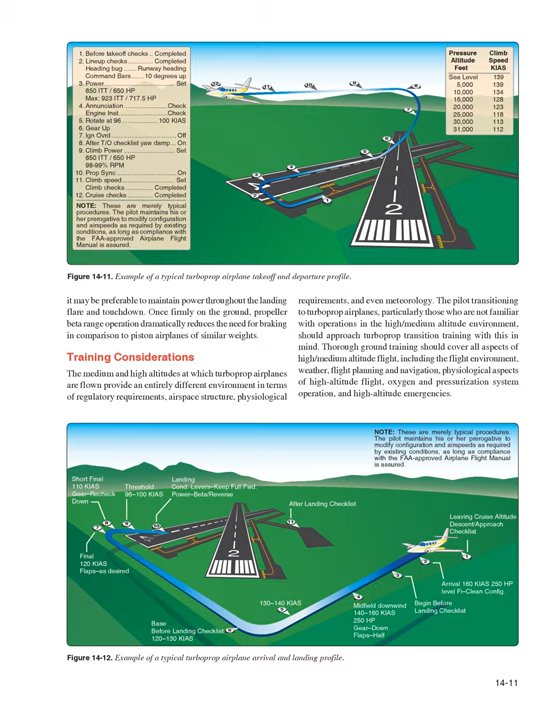 1. Before takeoff checks .. Completed
2. Lineup checks ............. Completed
Heading bug ....... Runway heading
Command Bars ...... 10 degrees up
3. Power .................................... Set
850 ITT / 650 HP
Max: 923 ITT / 717.5 HP
4. Annunciation ..................... Check
Engine Inst. ........................ Check
5. Rotate at 96 .................. 100 KIAS
6. Gear Up
7. Ign Ovrd ................................. Off
8. After T/O checklist yaw damp ... On
9. Climb Power .......................... Set
850 ITT / 650 HP
98-99% RPM
10. Prop Sync .............................. On
11. Climb speed ........................... Set
Climb checks .............. Completed
12. Cruise checks ............. Completed
NOTE: These are merely typical
procedures. The pilot maintains his or
her prerogative to modify configuration
and airspeeds as required by existing
conditions, as long as compliance with
the FAA-approved Airplane Flight
Manual is assured.
Pressure Altitude Feet Climb Speed KIAS
Sea Level 139
5,000 139
10,000 134
15,000 128
20,000 123
25,000 118
30,000 113
31,000 112
2
Figure 14-11. Example of a typical turboprop airplane takeoff and departure profile.
it may be preferable to maintain power throughout the landing
flare and touchdown. Once firmly on the ground, propeller
beta range operation dramatically reduces the need for braking
in comparison to piston airplanes of similar weights.
Training Considerations
The medium and high altitudes at which turboprop airplanes
are flown provide an entirely different environment in terms
of regulatory requirements, airspace structure, physiological
requirements, and even meteorology. The pilot transitioning
to turboprop airplanes, particularly those who are not familiar
with operations in the high/medium altitude environment,
should approach turboprop transition training with this in
mind. Thorough ground training should cover all aspects of
high/medium altitude flight, including the flight environment,
weather, flight planning and navigation, physiological aspects
of high-altitude flight, oxygen and pressurization system
operation, and high-altitude emergencies.
NOTE: These are merely typical procedures.
The pilot maintains his or her prerogative to
modify configuration and airspeeds as required
by existing conditions, as long as compliance
with the FAA-approved Airplane Flight Manual
is assured.
Short Final
110 KIAS
Gear–Recheck
Down
Threshold
96–100 KIAS
Landing
Cond. Levers–Keep Full Fwd.
Power–Beta/Reverse
After Landing Checklist
Leaving Cruise Altitude
Descent/Approach
Checklist
Final
120 KIAS
Flaps–as desired
2
Arrival 160 KIAS 250 HP
level Fl–Clean Config.
Begin Before
Landing Checklist
Midfield downwind
140–160 KIAS
250 HP
Gear–Down
Flaps–Half
130–140 KIAS
Base
Before Landing Checklist
120–130 KIAS
Figure 14-12. Example of a typical turboprop airplane arrival and landing profile.
14-11